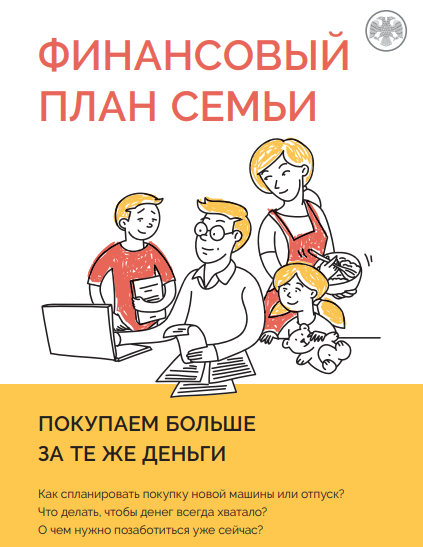 ФИНАНСОВЫЙ
ПЛАН СЕМЬИ
ПОКУПАЕМ БОЛЬШЕ
ЗА ТЕ ЖЕ ДЕНЬГИ
Как спланировать покупку новой машины или отпуск?
Что делать, чтобы денег всегда хватало?
О чем нужно позаботиться уже сейчас?